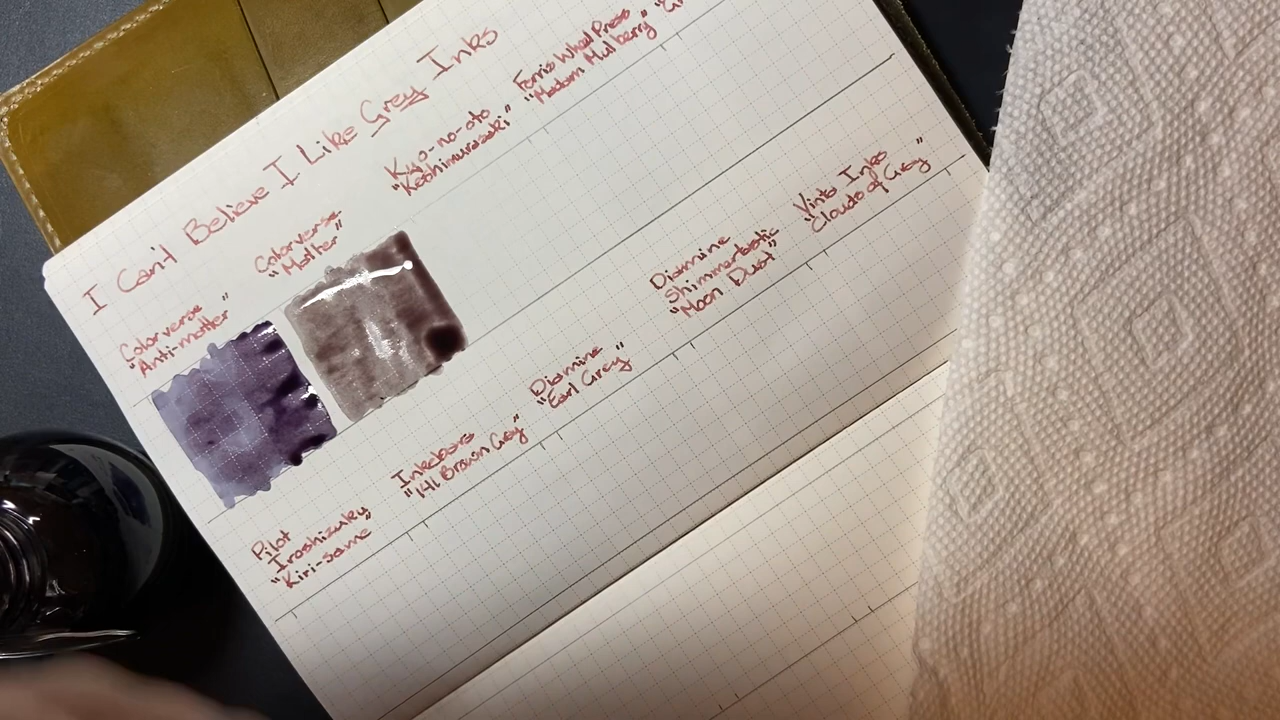 I Can't Believe I Like Grey Inks
Colorverse
"Anti-matter"
Colorverse
"Matter"
Kyo-no-oto
"Keshimurasaki"
Ferris Wheel Press
"Madam Mulberry"
Pilot
Iroshizuku
"Kiri-same"
Inkebara
"141 Brown Grey"
Diamine
"Earl Grey"
Diamine
Shimmertastic
"Moon Dust"
Vinta Inks
"Clouds of Grey"